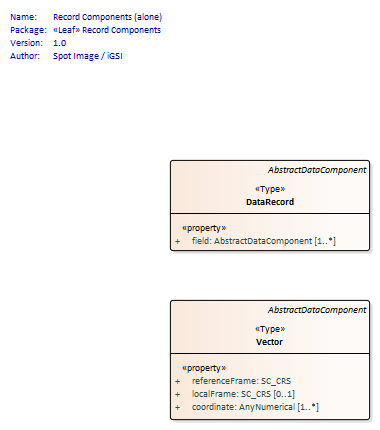 Name: Record Components (alone)
Package: «Leaf» Record Components
Version: 1.0
Author: Spot Image / iGSI
AbstractDataComponent
«Type»
DataRecord
«property»
+ field: AbstractDataComponent [1..*]
AbstractDataComponent
«Type»
Vector
«property»
+ referenceFrame: SC_CRS
+ localFrame: SC_CRS [0..1]
+ coordinate: AnyNumerical [1..*]